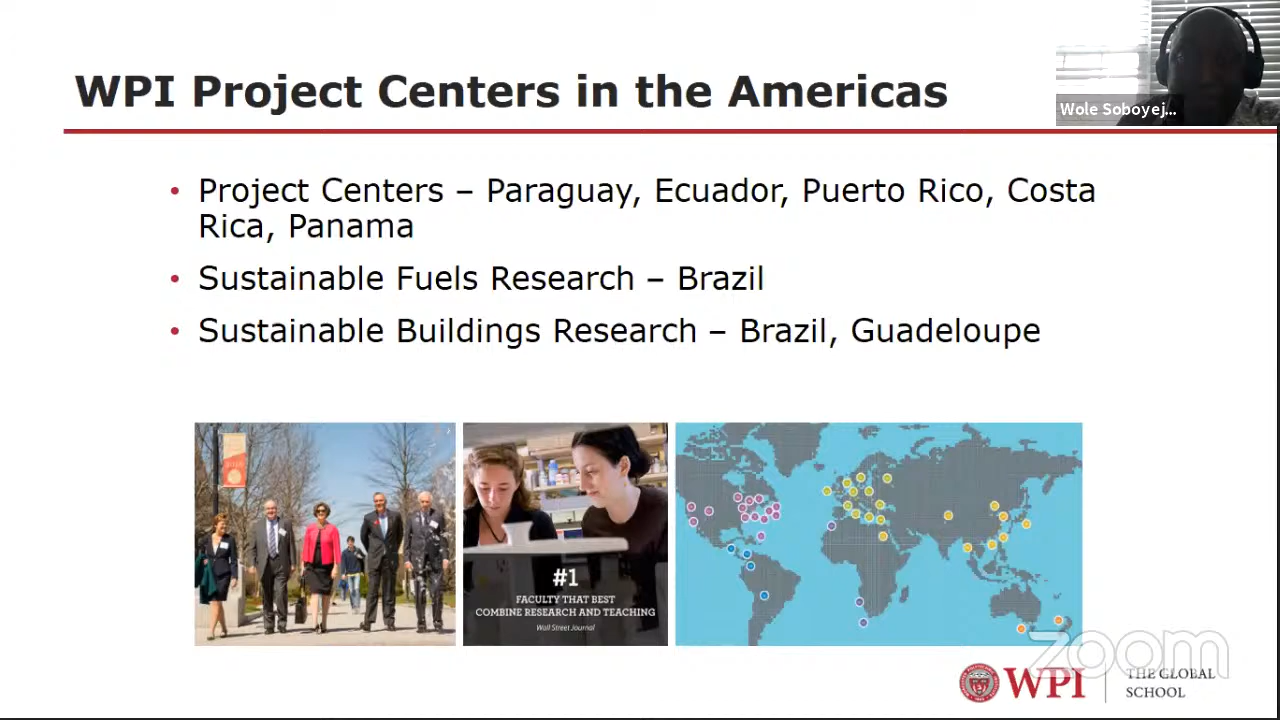 WPI Project Centers in the Americas
Wole Soboyej...
• Project Centers – Paraguay, Ecuador, Puerto Rico, Costa
Rica, Panama
• Sustainable Fuels Research – Brazil
• Sustainable Buildings Research – Brazil, Guadeloupe
#1
FACULTY THAT BEST
COMBINE RESEARCH AND TEACHING
Wall Street Journal
zoom
WPI
THE GLOBAL
SCHOOL